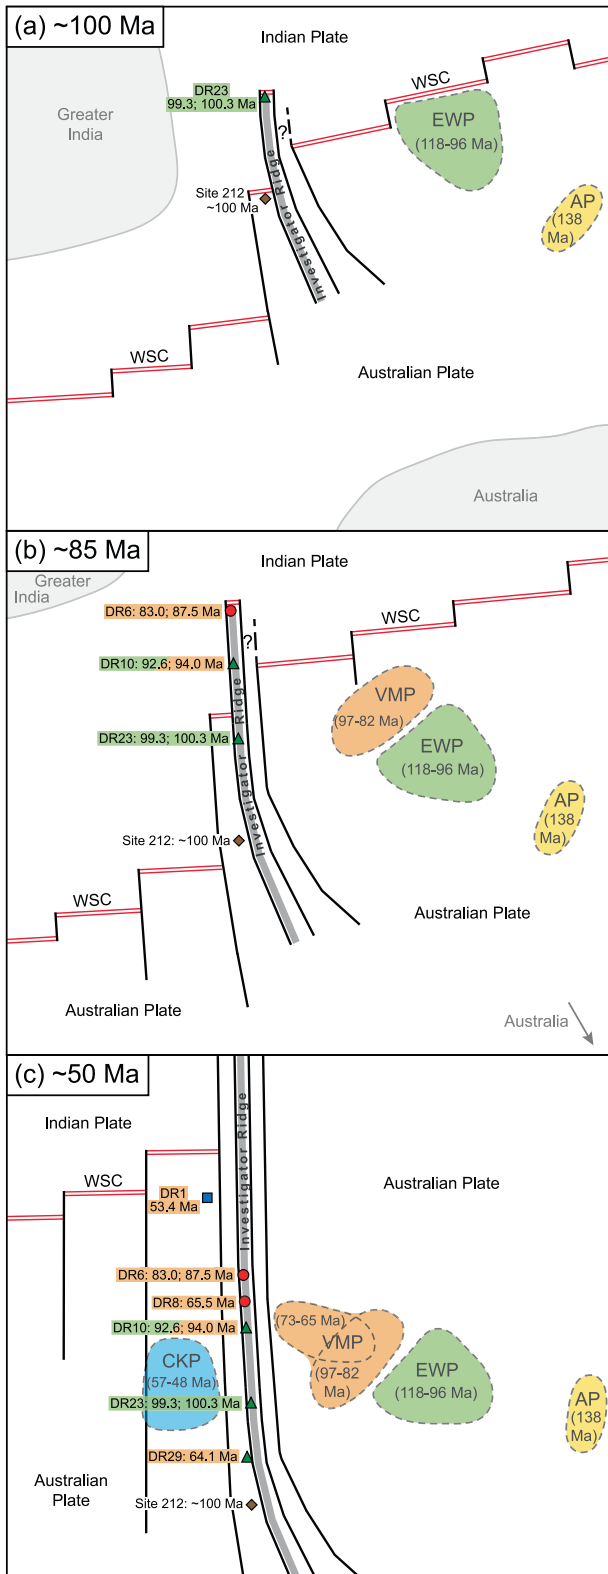 (a) ~100 Ma
Indian Plate
Greater
India
DR23
99.3; 100.3 Ma
WSC
?
EWP
(118-96 Ma)
Site 212
~100 Ma
Investigator Ridge
AP
(138
Ma)
WSC
Australian Plate
Australia
(b) ~85 Ma
Indian Plate
Greater
India
DR6: 83.0; 87.5 Ma
WSC
?
DR10: 92.6; 94.0 Ma
VMP
(97-82 Ma)
DR23: 99.3; 100.3 Ma
EWP
(118-96 Ma)
Investigator Ridge
AP
(138
Ma)
Site 212: ~100 Ma
WSC
Australian Plate
Australian Plate
Australia
(c) ~50 Ma
Indian Plate
Investigator Ridge
WSC
Australian Plate
DR1
53.4 Ma
DR6: 83.0; 87.5 Ma
DR8: 65.5 Ma
DR10: 92.6; 94.0 Ma
(73-65 Ma)
VMP
(97-82
Ma)
CKP
(57-48 Ma)
EWP
(118-96 Ma)
DR23: 99.3; 100.3 Ma
AP
(138
Ma)
DR29: 64.1 Ma
Australian
Plate
Site 212: ~100 Ma